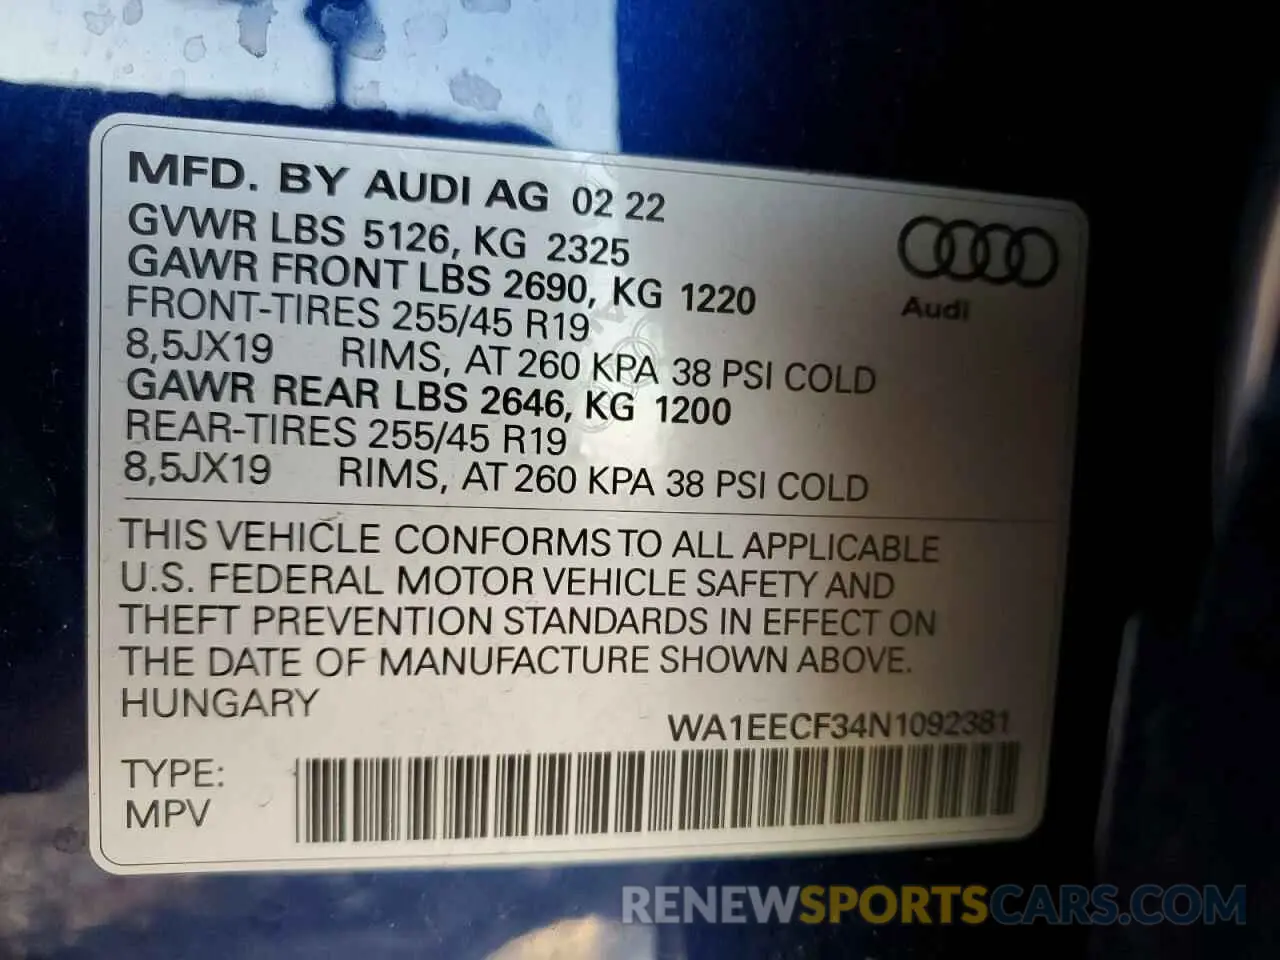 MFD. BY AUDI AG 02 22
GVWR LBS 5126, KG 2325
GAWR FRONT LBS 2690, KG 1220
FRONT-TIRES 255/45 R19
8,5JX19 RIMS, AT 260 KPA 38 PSI COLD
GAWR REAR LBS 2646, KG 1200
REAR-TIRES 255/45 R19
8,5JX19 RIMS, AT 260 KPA 38 PSI COLD
Audi
THIS VEHICLE CONFORMS TO ALL APPLICABLE
U.S. FEDERAL MOTOR VEHICLE SAFETY AND
THEFT PREVENTION STANDARDS IN EFFECT ON
THE DATE OF MANUFACTURE SHOWN ABOVE.
HUNGARY
WA1EECF34N1092381
TYPE:
MPV
RENEWSPORTSCARS.COM